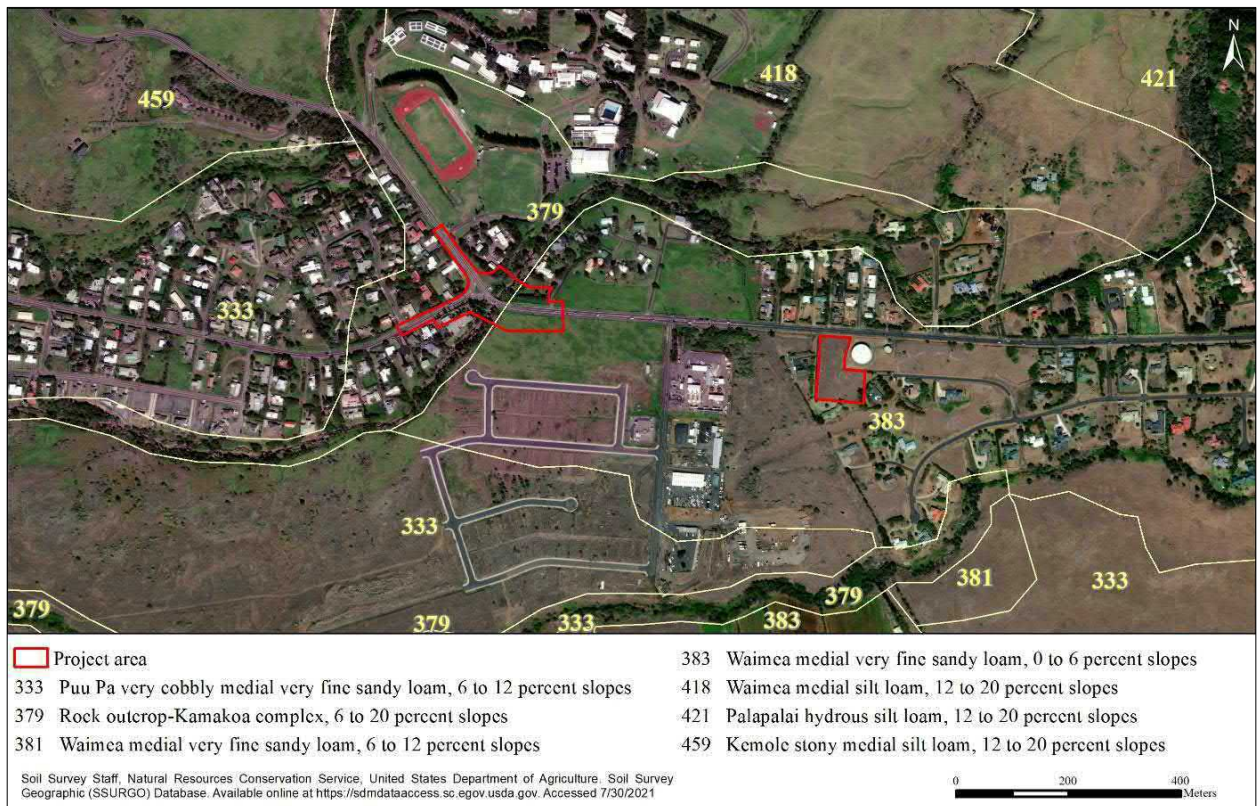 N
418
421
459
379
333
383
333
381
333
379
379
379
333
383
Project area
333 Puu Pa very cobbly medial very fine sandy loam, 6 to 12 percent slopes
379 Rock outcrop-Kamakoa complex, 6 to 20 percent slopes
381 Waimea medial very fine sandy loam, 6 to 12 percent slopes
383 Waimea medial very fine sandy loam, 0 to 6 percent slopes
418 Waimea medial silt loam, 12 to 20 percent slopes
421 Palapalai hydrous silt loam, 12 to 20 percent slopes
459 Kemole stony medial silt loam, 12 to 20 percent slopes
Soil Survey Staff, Natural Resources Conservation Service, United States Department of Agriculture. Soil Survey
Geographic (SSURGO) Database. Available online at https://sdmdataaccess.sc.egov.usda.gov. Accessed 7/30/2021
0 200 400
Meters